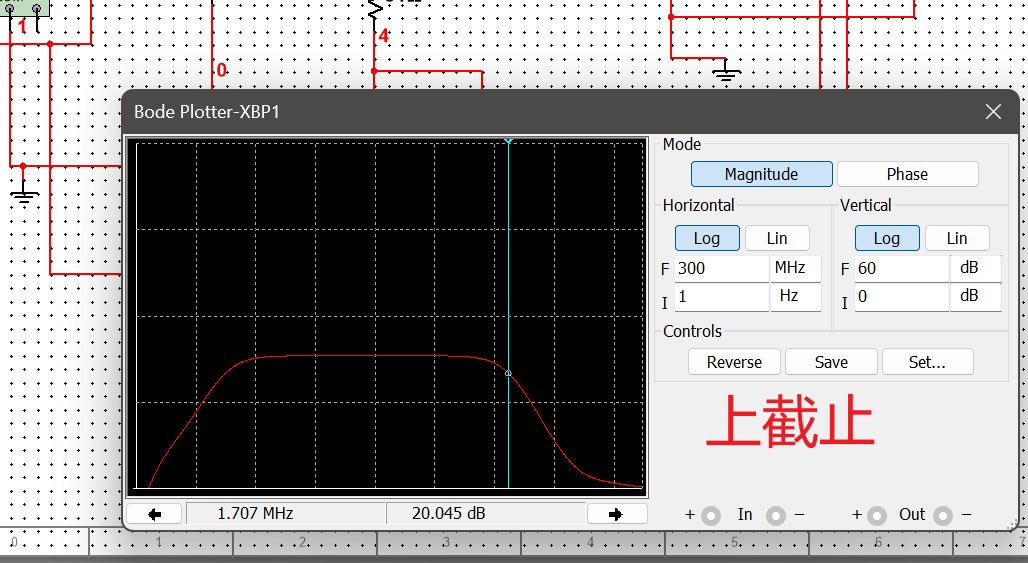 1
4
0
Bode Plotter-XBP1
Mode
Magnitude
Phase
Horizontal
Vertical
Log
Lin
Log
Lin
F 300 MHz
F 60 dB
I 1 Hz
I 0 dB
Controls
Reverse
Save
Set...
上截止
1.707 MHz
20.045 dB
+ In −
+ Out −
0
1
2
3
4
5
6
7